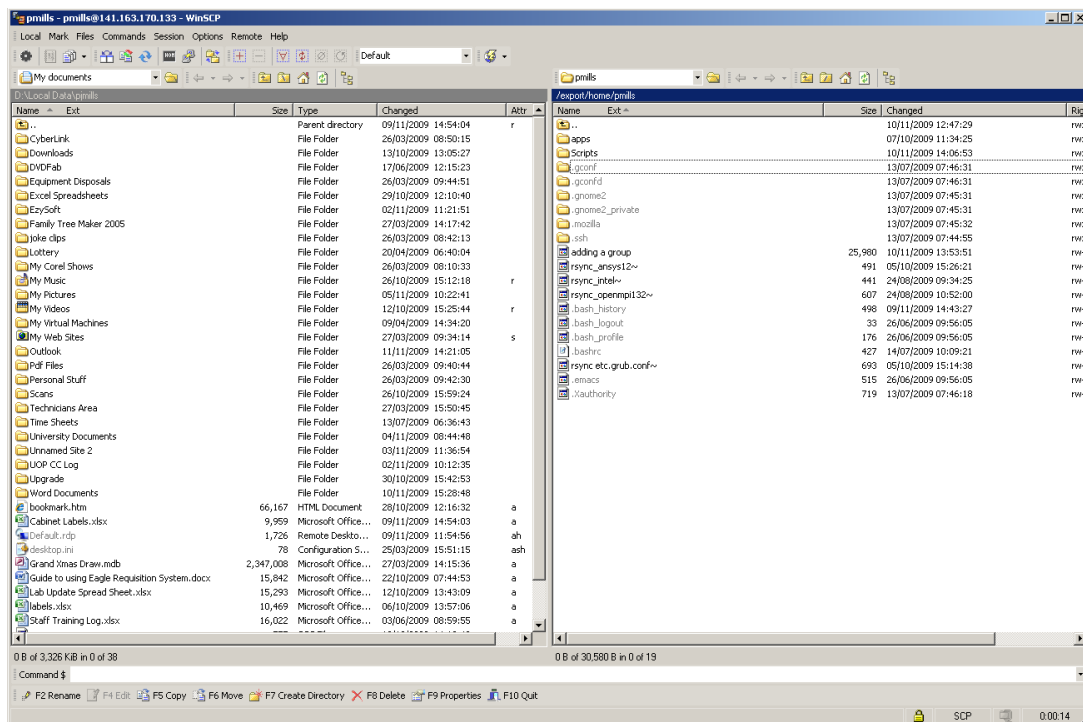 pmills - pmills@141.163.170.133 - WinSCP
Local Mark Files Commands Session Options Remote Help
Default
My documents
pmills
D:\Local Data\pjmills
/export/home/pmills
Name Ext Size Type Changed Attr
Name Ext Size Changed Rig
.. Parent directory 09/11/2009 14:54:04 r
CyberLink File Folder 26/03/2009 08:50:15
Downloads File Folder 13/10/2009 13:05:27
DVDFab File Folder 17/06/2009 12:15:23
Equipment Disposals File Folder 26/03/2009 09:44:51
Excel Spreadsheets File Folder 29/10/2009 12:10:40
EzySoft File Folder 02/11/2009 11:21:51
Family Tree Maker 2005 File Folder 27/03/2009 14:17:42
joke clips File Folder 26/03/2009 08:42:13
Lottery File Folder 20/04/2009 06:40:04
My Corel Shows File Folder 26/03/2009 08:10:33
My Music File Folder 26/10/2009 15:12:18 r
My Pictures File Folder 05/11/2009 10:22:41
My Videos File Folder 12/10/2009 15:25:44 r
My Virtual Machines File Folder 09/04/2009 14:34:20
My Web Sites File Folder 27/03/2009 09:34:14 s
Outlook File Folder 11/11/2009 14:21:05
Pdf Files File Folder 26/03/2009 09:40:44
Personal Stuff File Folder 26/03/2009 09:42:30
Scans File Folder 26/10/2009 15:59:24
Technicians Area File Folder 27/03/2009 15:50:45
Time Sheets File Folder 13/07/2009 06:36:43
University Documents File Folder 04/11/2009 08:44:48
Unnamed Site 2 File Folder 03/11/2009 11:36:54
UOP CC Log File Folder 02/11/2009 10:12:35
Upgrade File Folder 30/10/2009 15:42:53
Word Documents File Folder 10/11/2009 15:28:48
bookmark.htm 66,167 HTML Document 28/10/2009 12:16:32 a
Cabinet Labels.xlsx 9,959 Microsoft Office... 09/11/2009 14:54:03 a
Default.rdp 1,726 Remote Deskto... 09/11/2009 11:54:56 ah
desktop.ini 78 Configuration S... 25/03/2009 15:51:15 ash
Grand Xmas Draw.mdb 2,347,008 Microsoft Office... 27/03/2009 14:15:36 a
Guide to using Eagle Requisition System.docx 15,842 Microsoft Office... 22/10/2009 07:44:53 a
Lab Update Spread Sheet.xlsx 15,293 Microsoft Office... 12/10/2009 13:43:09 a
labels.xlsx 10,469 Microsoft Office... 06/10/2009 13:57:06 a
Staff Training Log.xlsx 16,022 Microsoft Office... 03/06/2009 08:59:55 a
.. 10/11/2009 12:47:29 rw
apps 07/10/2009 11:34:25 rw
Scripts 10/11/2009 14:06:53 rw
.gconf 13/07/2009 07:46:31 rw
.gconfd 13/07/2009 07:46:31 rw
.gnome2 13/07/2009 07:45:31 rw
.gnome2_private 13/07/2009 07:45:31 rw
.mozilla 13/07/2009 07:45:32 rw
.ssh 13/07/2009 07:44:55 rw
adding a group 25,980 10/11/2009 13:53:51 rw-
rsync_ansys12~ 491 05/10/2009 15:26:21 rw-
rsync_intel~ 441 24/08/2009 09:34:25 rw-
rsync_openmpi132~ 607 24/08/2009 10:52:00 rw-
.bash_history 498 09/11/2009 14:43:27 rw-
.bash_logout 33 26/06/2009 09:56:05 rw-
.bash_profile 176 26/06/2009 09:56:05 rw-
.bashrc 427 14/07/2009 10:09:21 rw-
rsync etc.grub.conf~ 693 05/10/2009 15:14:38 rw-
.emacs 515 26/06/2009 09:56:05 rw-
.Xauthority 719 13/07/2009 07:46:18 rw-
0 B of 3,326 KiB in 0 of 38
0 B of 30,580 B in 0 of 19
Command $
F2 Rename F4 Edit F5 Copy F6 Move F7 Create Directory F8 Delete F9 Properties F10 Quit
SCP 0:00:14